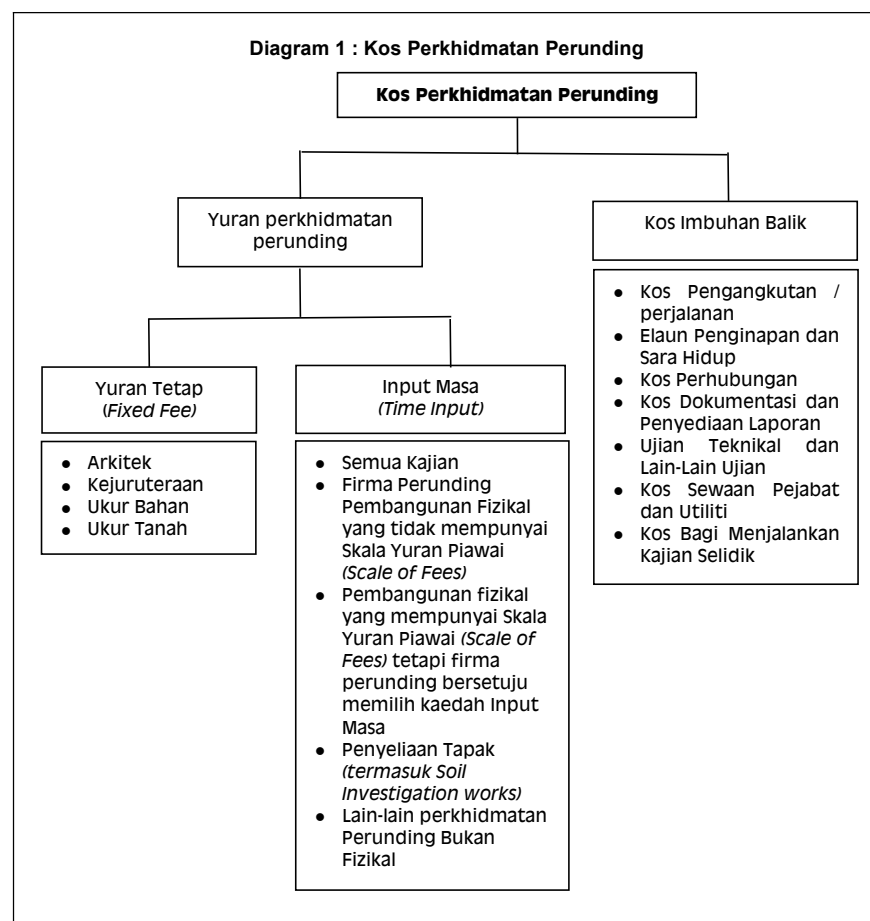 Diagram 1 : Kos Perkhidmatan Perunding
Kos Perkhidmatan Perunding
Yuran perkhidmatan
perunding
Yuran Tetap
(Fixed Fee)
● Arkitek
● Kejuruteraan
● Ukur Bahan
● Ukur Tanah
Input Masa
(Time Input)
● Semua Kajian
● Firma Perunding
Pembangunan Fizikal
yang tidak mempunyai
Skala Yuran Piawai
(Scale of Fees)
● Pembangunan fizikal
yang mempunyai Skala
Yuran Piawai (Scale of
Fees) tetapi firma
perunding bersetuju
memilih kaedah Input
Masa
● Penyeliaan Tapak
(termasuk Soil
Investigation works)
● Lain-lain perkhidmatan
Perunding Bukan
Fizikal
Kos Imbuhan Balik
● Kos Pengangkutan /
perjalanan
● Elaun Penginapan dan
Sara Hidup
● Kos Perhubungan
● Kos Dokumentasi dan
Penyediaan Laporan
● Ujian Teknikal dan
Lain-Lain Ujian
● Kos Sewaan Pejabat
dan Utiliti
● Kos Bagi Menjalankan
Kajian Selidik